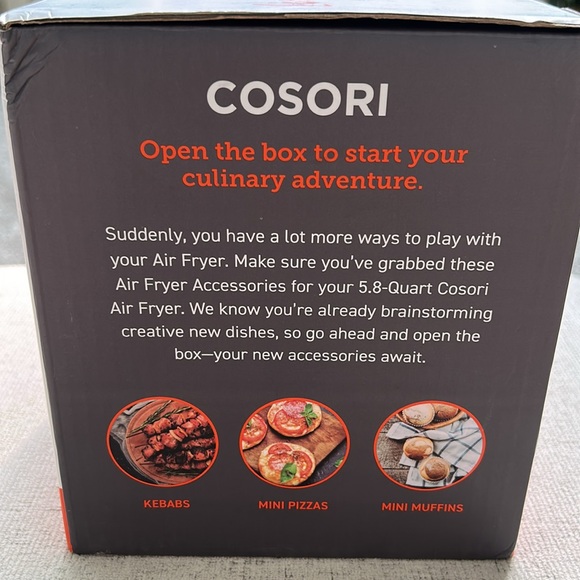 COSORI
Open the box to start your
culinary adventure.
Suddenly, you have a lot more ways to play with
your Air Fryer. Make sure you've grabbed these
Air Fryer Accessories for your 5.8-Quart Cosori
Air Fryer. We know you're already brainstorming
creative new dishes, so go ahead and open the
box—your new accessories await.
KEBABS
MINI PIZZAS
MINI MUFFINS